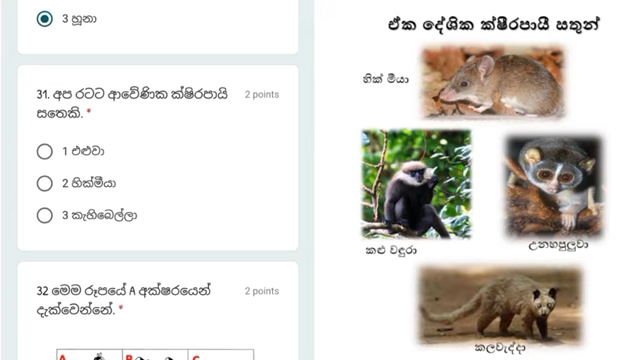 3 හූනා
31. අප රටට ආවේණික ක්ෂිරපායි
සතෙකි. *
2 points
1 එළුවා
2 හික්මීයා
3 කැහිබෙල්ලා
32 මෙම රූපයේ A අක්ෂරයෙන්
දැක්වෙන්නේ. *
2 points
A
B
C
ඒක දේශික ක්ෂීරපායී සතුන්
හික් මීයා
කළු වඳුරා
උනහපුලුවා
කලවැද්දා